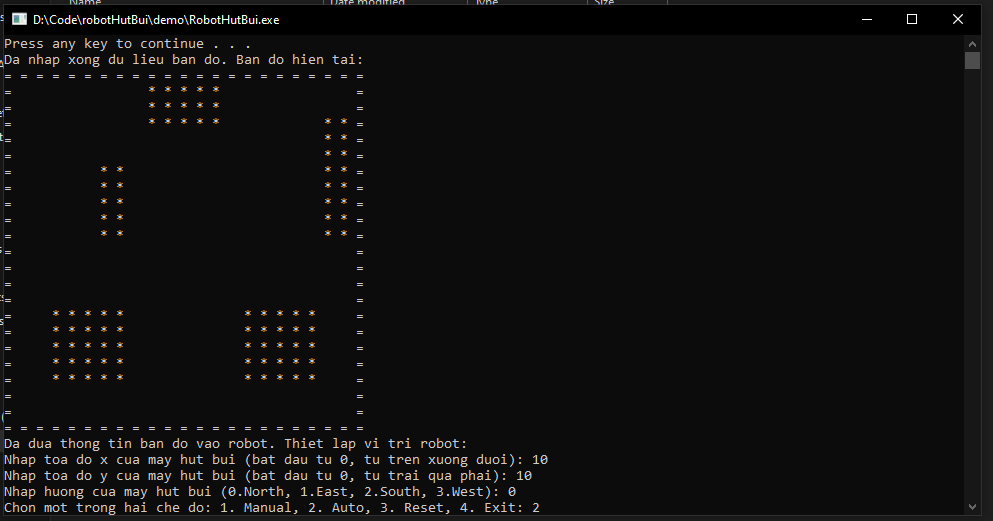 Name Date modified Type Size
D:\Code\robotHutBui\demo\RobotHutBui.exe
Press any key to continue . . .
Da nhap xong du lieu ban do. Ban do hien tai:
= = = = = = = = = = = = = = = = = = = = = = =
=                 * * * * *                 =
=                 * * * * *                 =
=                 * * * * *             * * =
=                                       * * =
=                                       * * =
=           * *                         * * =
=           * *                         * * =
=           * *                         * * =
=           * *                         * * =
=           * *                         * * =
=                                           =
=                                           =
=                                           =
=                                           =
=     * * * * *               * * * * *     =
=     * * * * *               * * * * *     =
=     * * * * *               * * * * *     =
=     * * * * *               * * * * *     =
=     * * * * *               * * * * *     =
=                                           =
=                                           =
= = = = = = = = = = = = = = = = = = = = = = =
Da dua thong tin ban do vao robot. Thiet lap vi tri robot:
Nhap toa do x cua may hut bui (bat dau tu 0, tu tren xuong duoi): 10
Nhap toa do y cua may hut bui (bat dau tu 0, tu trai qua phai): 10
Nhap huong cua may hut bui (0.North, 1.East, 2.South, 3.West): 0
Chon mot trong hai che do: 1. Manual, 2. Auto, 3. Reset, 4. Exit: 2